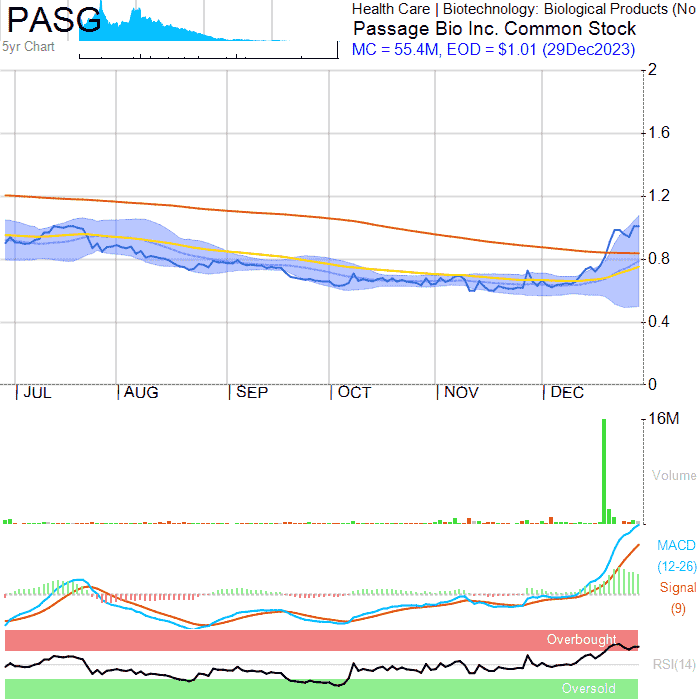 PASG
5yr Chart
Health Care | Biotechnology: Biological Products (No
Passage Bio Inc. Common Stock
MC = 55.4M, EOD = $1.01 (29Dec2023)
2
1.6
1.2
0.8
0.4
0
JUL AUG SEP OCT NOV DEC
16M
Volume
MACD
(12-26)
Signal
(9)
Overbought
RSI(14)
Oversold